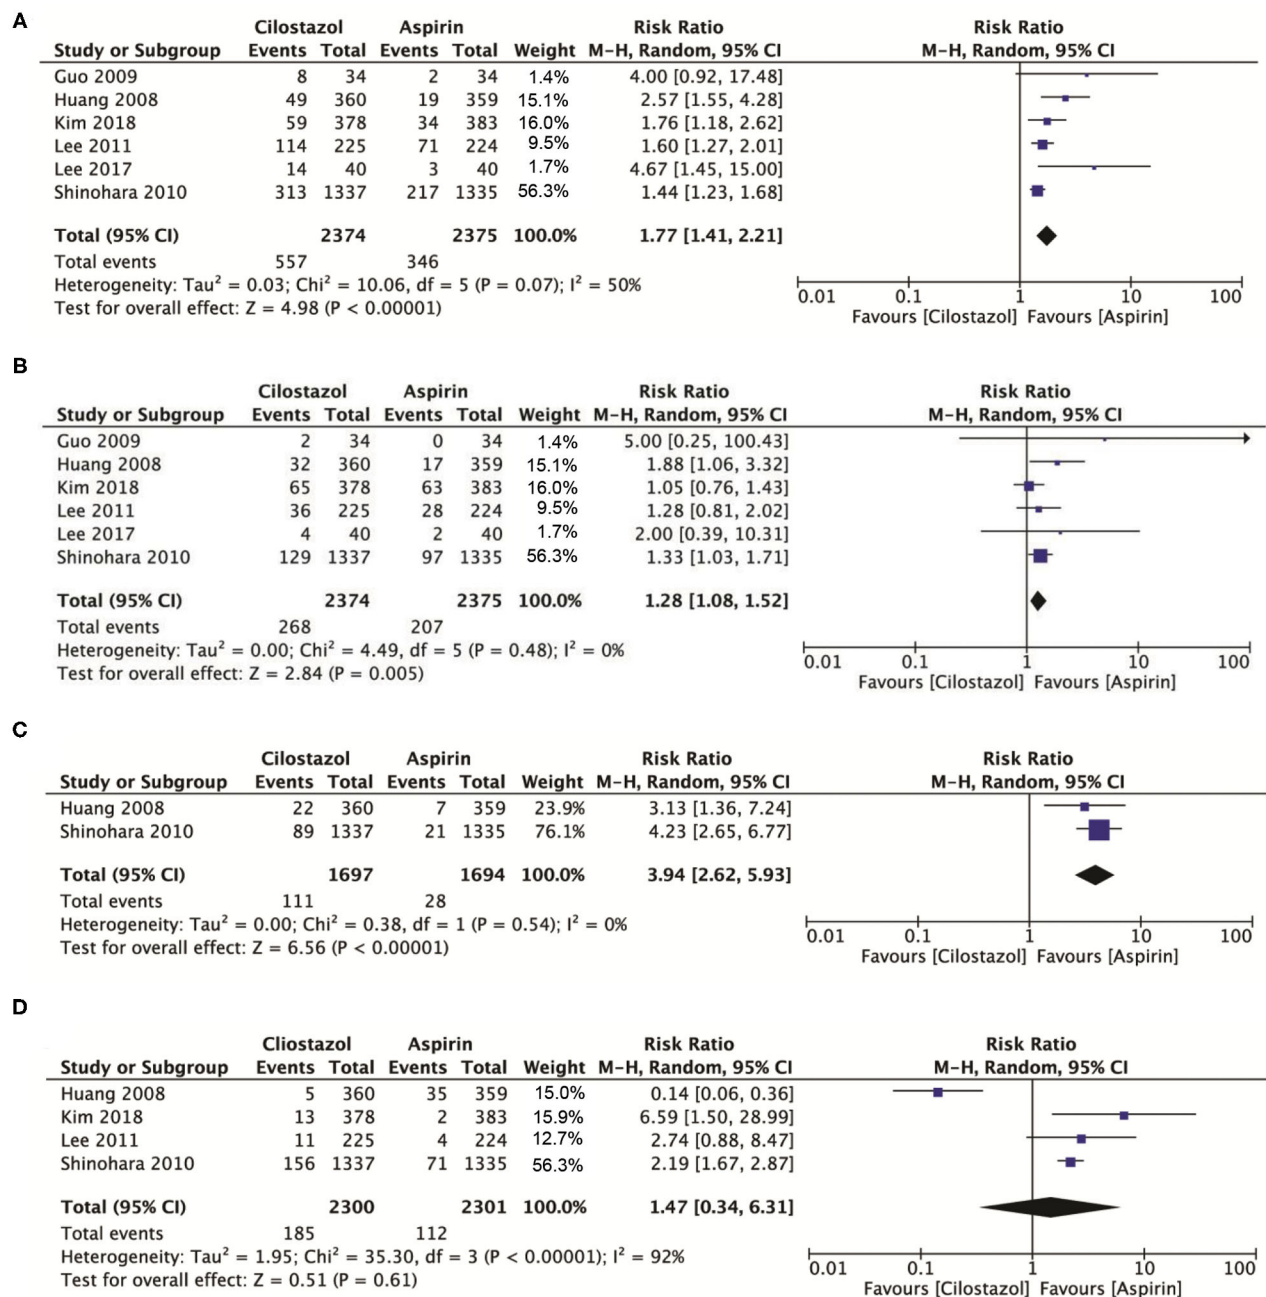 A
Cilostazol Aspirin Risk Ratio Risk Ratio
Study or Subgroup Events Total Events Total Weight M-H, Random, 95% CI M-H, Random, 95% CI
Guo 2009 8 34 2 34 1.4% 4.00 [0.92, 17.48]
Huang 2008 49 360 19 359 15.1% 2.57 [1.55, 4.28]
Kim 2018 59 378 34 383 16.0% 1.76 [1.18, 2.62]
Lee 2011 114 225 71 224 9.5% 1.60 [1.27, 2.01]
Lee 2017 14 40 3 40 1.7% 4.67 [1.45, 15.00]
Shinohara 2010 313 1337 217 1335 56.3% 1.44 [1.23, 1.68]
Total (95% CI) 2374 2375 100.0% 1.77 [1.41, 2.21]
Total events 557 346
Heterogeneity: Tau² = 0.03; Chi² = 10.06, df = 5 (P = 0.07); I² = 50%
Test for overall effect: Z = 4.98 (P < 0.00001)
0.01 0.1 1 10 100
Favours [Cilostazol] Favours [Aspirin]
B
Cilostazol Aspirin Risk Ratio Risk Ratio
Study or Subgroup Events Total Events Total Weight M-H, Random, 95% CI M-H, Random, 95% CI
Guo 2009 2 34 0 34 1.4% 5.00 [0.25, 100.43]
Huang 2008 32 360 17 359 15.1% 1.88 [1.06, 3.32]
Kim 2018 65 378 63 383 16.0% 1.05 [0.76, 1.43]
Lee 2011 36 225 28 224 9.5% 1.28 [0.81, 2.02]
Lee 2017 4 40 2 40 1.7% 2.00 [0.39, 10.31]
Shinohara 2010 129 1337 97 1335 56.3% 1.33 [1.03, 1.71]
Total (95% CI) 2374 2375 100.0% 1.28 [1.08, 1.52]
Total events 268 207
Heterogeneity: Tau² = 0.00; Chi² = 4.49, df = 5 (P = 0.48); I² = 0%
Test for overall effect: Z = 2.84 (P = 0.005)
0.01 0.1 1 10 100
Favours [Cilostazol] Favours [Aspirin]
C
Cilostazol Aspirin Risk Ratio Risk Ratio
Study or Subgroup Events Total Events Total Weight M-H, Random, 95% CI M-H, Random, 95% CI
Huang 2008 22 360 7 359 23.9% 3.13 [1.36, 7.24]
Shinohara 2010 89 1337 21 1335 76.1% 4.23 [2.65, 6.77]
Total (95% CI) 1697 1694 100.0% 3.94 [2.62, 5.93]
Total events 111 28
Heterogeneity: Tau² = 0.00; Chi² = 0.38, df = 1 (P = 0.54); I² = 0%
Test for overall effect: Z = 6.56 (P < 0.00001)
0.01 0.1 1 10 100
Favours [Cilostazol] Favours [Aspirin]
D
Cliostazol Aspirin Risk Ratio Risk Ratio
Study or Subgroup Events Total Events Total Weight M-H, Random, 95% CI M-H, Random, 95% CI
Huang 2008 5 360 35 359 15.0% 0.14 [0.06, 0.36]
Kim 2018 13 378 2 383 15.9% 6.59 [1.50, 28.99]
Lee 2011 11 225 4 224 12.7% 2.74 [0.88, 8.47]
Shinohara 2010 156 1337 71 1335 56.3% 2.19 [1.67, 2.87]
Total (95% CI) 2300 2301 100.0% 1.47 [0.34, 6.31]
Total events 185 112
Heterogeneity: Tau² = 1.95; Chi² = 35.30, df = 3 (P < 0.00001); I² = 92%
Test for overall effect: Z = 0.51 (P = 0.61)
0.01 0.1 1 10 100
Favours [Cilostazol] Favours [Aspirin]